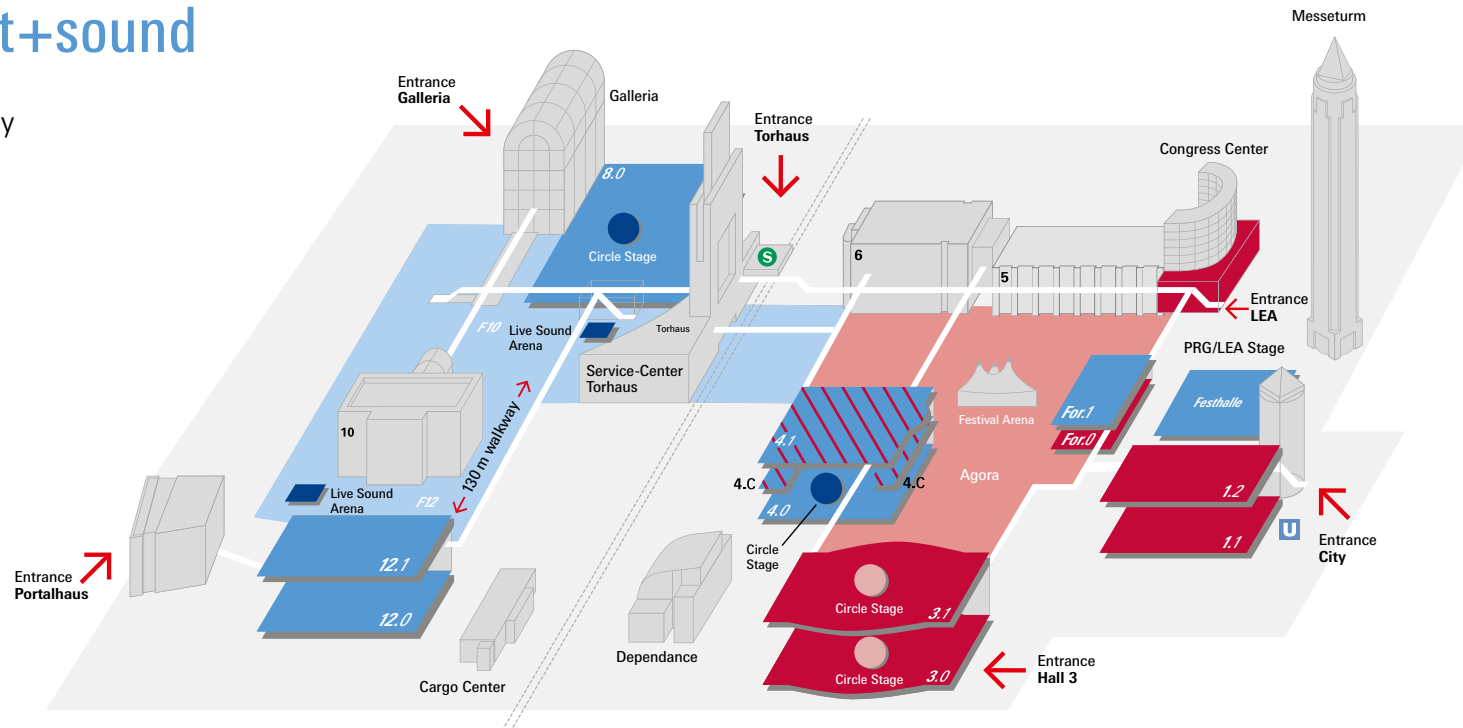 t+sound
y
Messeturm
Entrance
Galleria
Galleria
Entrance
Torhaus
Congress Center
8.0
Circle Stage
S
6
5
Entrance
LEA
F10
Live Sound
Arena
Torhaus
PRG/LEA Stage
Service-Center
Torhaus
130 m walkway
10
Festival Arena
For.1
For.0
Festhalle
4.1
4.C
4.C
4.0
Agora
Live Sound
Arena
F12
1.2
1.1
U
Entrance
City
Circle
Stage
12.1
12.0
Entrance
Portalhaus
Circle Stage
3.1
Circle Stage
3.0
Dependance
Cargo Center
Entrance
Hall 3